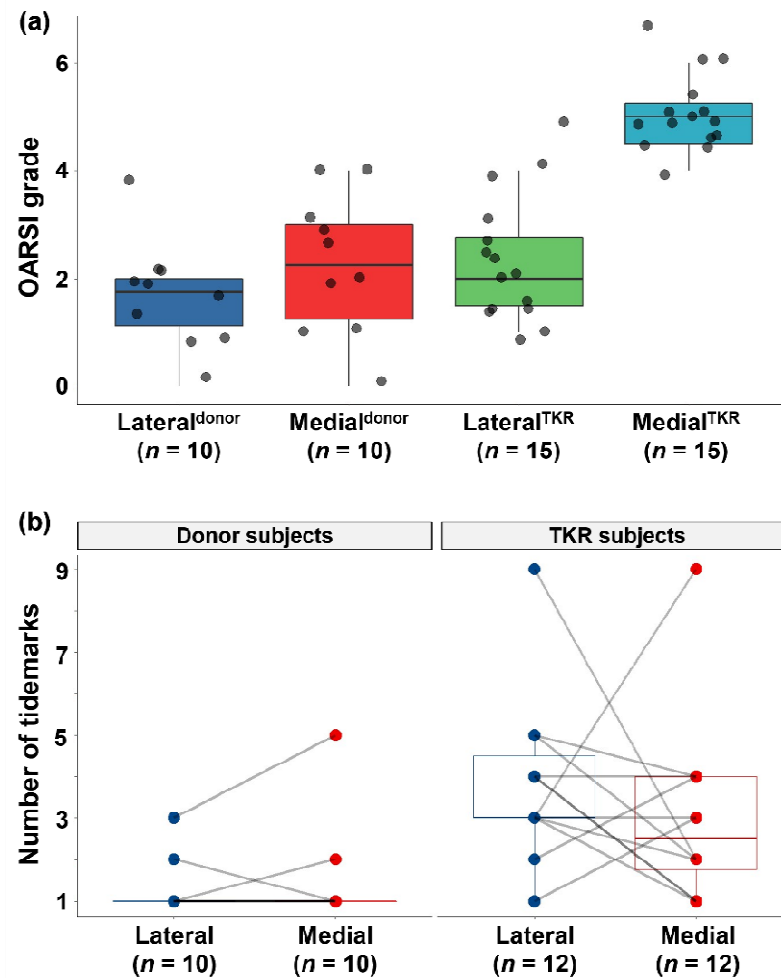 (a)
OARSI grade
6
4
2
0
Lateral^donor Medial^donor Lateral^TKR Medial^TKR
(n = 10) (n = 10) (n = 15) (n = 15)
(b)
Donor subjects TKR subjects
Number of tidemarks
9
7
5
3
1
Lateral Medial Lateral Medial
(n = 10) (n = 10) (n = 12) (n = 12)